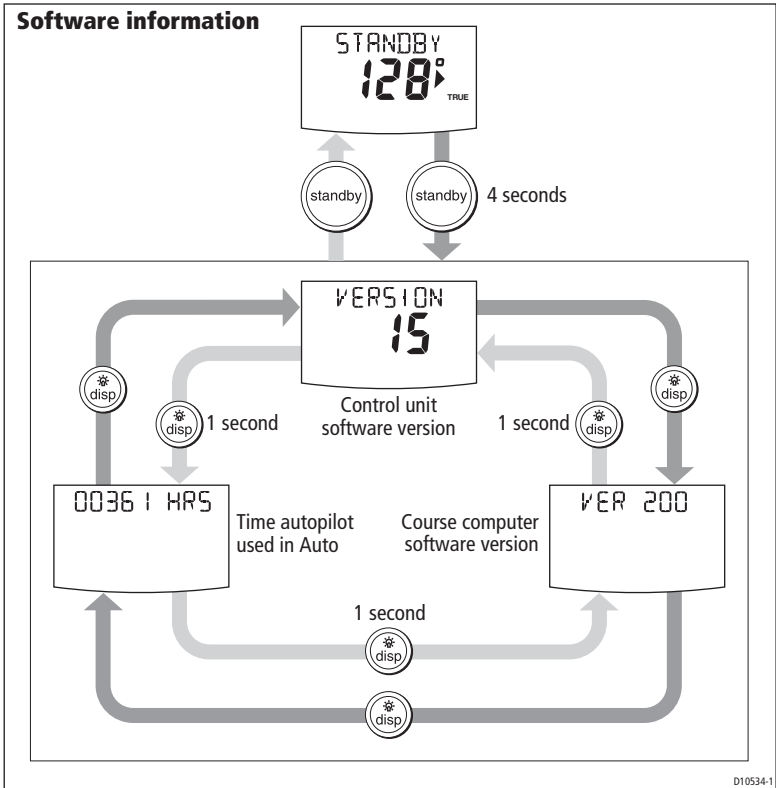 Software information
STANDBY
128°
TRUE
standby
standby
4 seconds
VERSION
15
disp
disp
1 second
Control unit
software version
1 second
disp
disp
00361 HRS
Time autopilot
used in Auto
Course computer
software version
VER 200
1 second
disp
disp
D10534-1